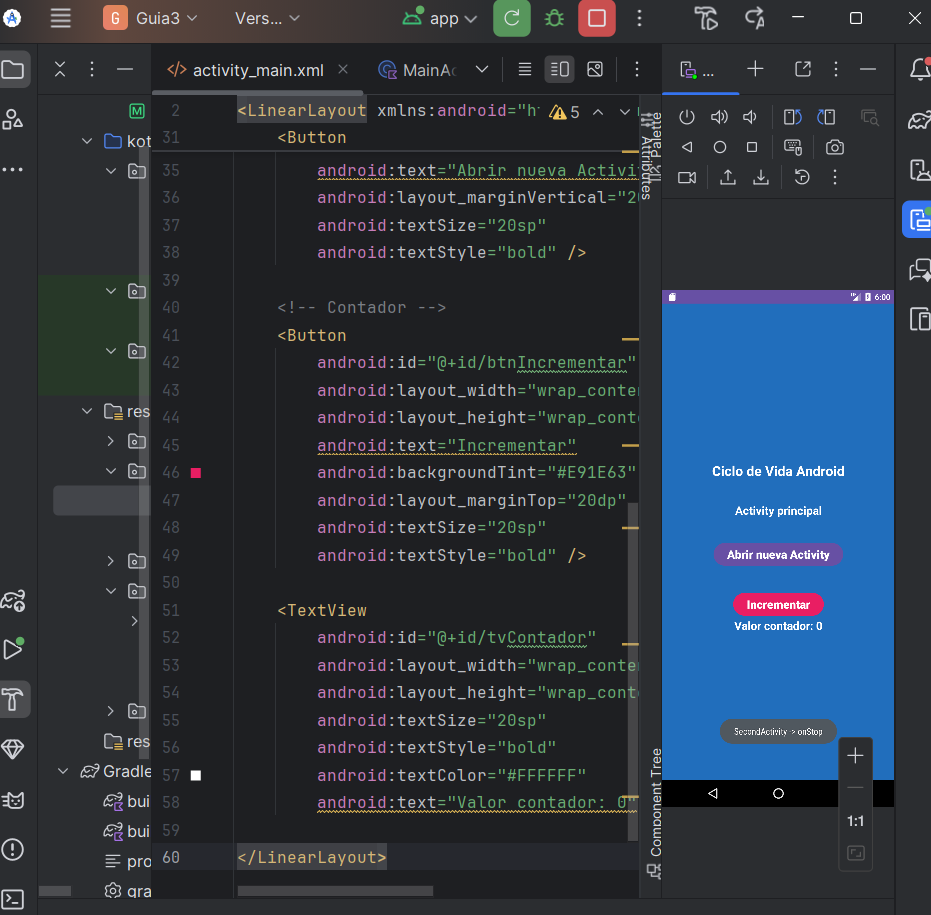 G Guia3 Vers... app
activity_main.xml MainAc
2 <LinearLayout xmlns:android="ht 5
31 <Button
35 android:text="Abrir nueva Activi
36 android:layout_marginVertical="2
37 android:textSize="20sp"
38 android:textStyle="bold" />
39
40 <!-- Contador -->
41 <Button
42 android:id="@+id/btnIncrementar"
43 android:layout_width="wrap_conte
44 android:layout_height="wrap_cont
45 android:text="Incrementar"
46 android:backgroundTint="#E91E63"
47 android:layout_marginTop="20dp"
48 android:textSize="20sp"
49 android:textStyle="bold" />
50
51 <TextView
52 android:id="@+id/tvContador"
53 android:layout_width="wrap_conte
54 android:layout_height="wrap_cont
55 android:textSize="20sp"
56 android:textStyle="bold"
57 android:textColor="#FFFFFF"
58 android:text="Valor contador: 0"
59
60 </LinearLayout>
M
kot
res
res
Gradle
bui
bui
pro
gra
Palette
Attributes
Component Tree
...
6:00
Ciclo de Vida Android
Activity principal
Abrir nueva Activity
Incrementar
Valor contador: 0
SecondActivity -> onStop
1:1